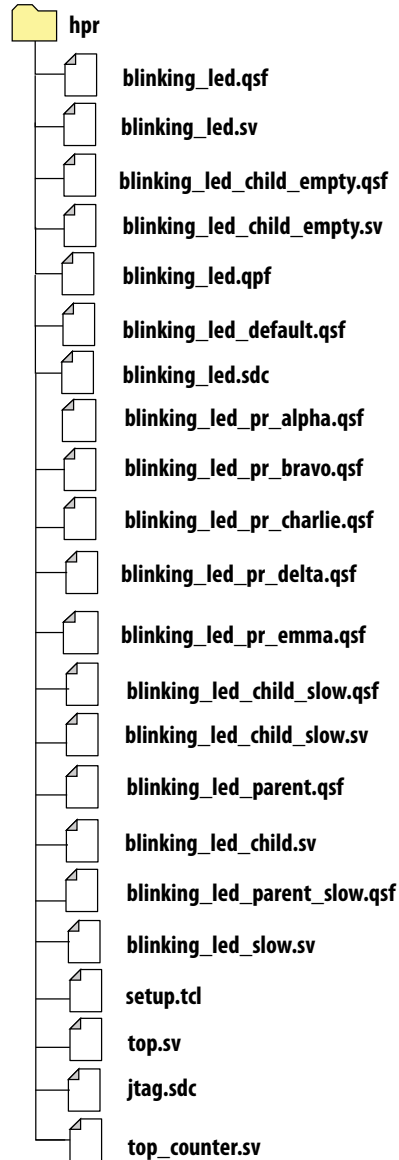 hpr
blinking_led.qsf
blinking_led.sv
blinking_led_child_empty.qsf
blinking_led_child_empty.sv
blinking_led.qpf
blinking_led_default.qsf
blinking_led.sdc
blinking_led_pr_alpha.qsf
blinking_led_pr_bravo.qsf
blinking_led_pr_charlie.qsf
blinking_led_pr_delta.qsf
blinking_led_pr_emma.qsf
blinking_led_child_slow.qsf
blinking_led_child_slow.sv
blinking_led_parent.qsf
blinking_led_child.sv
blinking_led_parent_slow.qsf
blinking_led_slow.sv
setup.tcl
top.sv
jtag.sdc
top_counter.sv